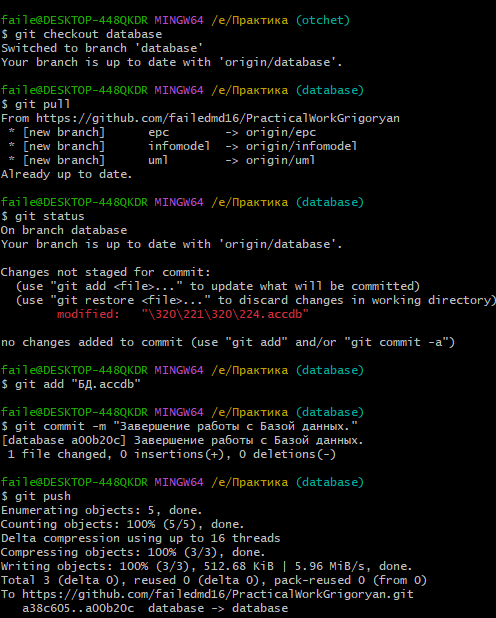 faile@DESKTOP-448QKDR MINGW64 /e/Практика (otchet)
$ git checkout database
Switched to branch 'database'
Your branch is up to date with 'origin/database'.
faile@DESKTOP-448QKDR MINGW64 /e/Практика (database)
$ git pull
From https://github.com/failedmd16/PracticalWorkGrigoryan
 * [new branch]      epc        -> origin/epc
 * [new branch]      infomodel  -> origin/infomodel
 * [new branch]      uml        -> origin/uml
Already up to date.
faile@DESKTOP-448QKDR MINGW64 /e/Практика (database)
$ git status
On branch database
Your branch is up to date with 'origin/database'.
Changes not staged for commit:
  (use "git add <file>..." to update what will be committed)
  (use "git restore <file>..." to discard changes in working directory)
        modified:   "\320\221\320\224.accdb"
no changes added to commit (use "git add" and/or "git commit -a")
faile@DESKTOP-448QKDR MINGW64 /e/Практика (database)
$ git add "БД.accdb"
faile@DESKTOP-448QKDR MINGW64 /e/Практика (database)
$ git commit -m "Завершение работы с Базой данных."
[database a00b20c] Завершение работы с Базой данных.
 1 file changed, 0 insertions(+), 0 deletions(-)
faile@DESKTOP-448QKDR MINGW64 /e/Практика (database)
$ git push
Enumerating objects: 5, done.
Counting objects: 100% (5/5), done.
Delta compression using up to 16 threads
Compressing objects: 100% (3/3), done.
Writing objects: 100% (3/3), 512.68 KiB | 5.96 MiB/s, done.
Total 3 (delta 0), reused 0 (delta 0), pack-reused 0 (from 0)
To https://github.com/failedmd16/PracticalWorkGrigoryan.git
   a38c605..a00b20c  database -> database